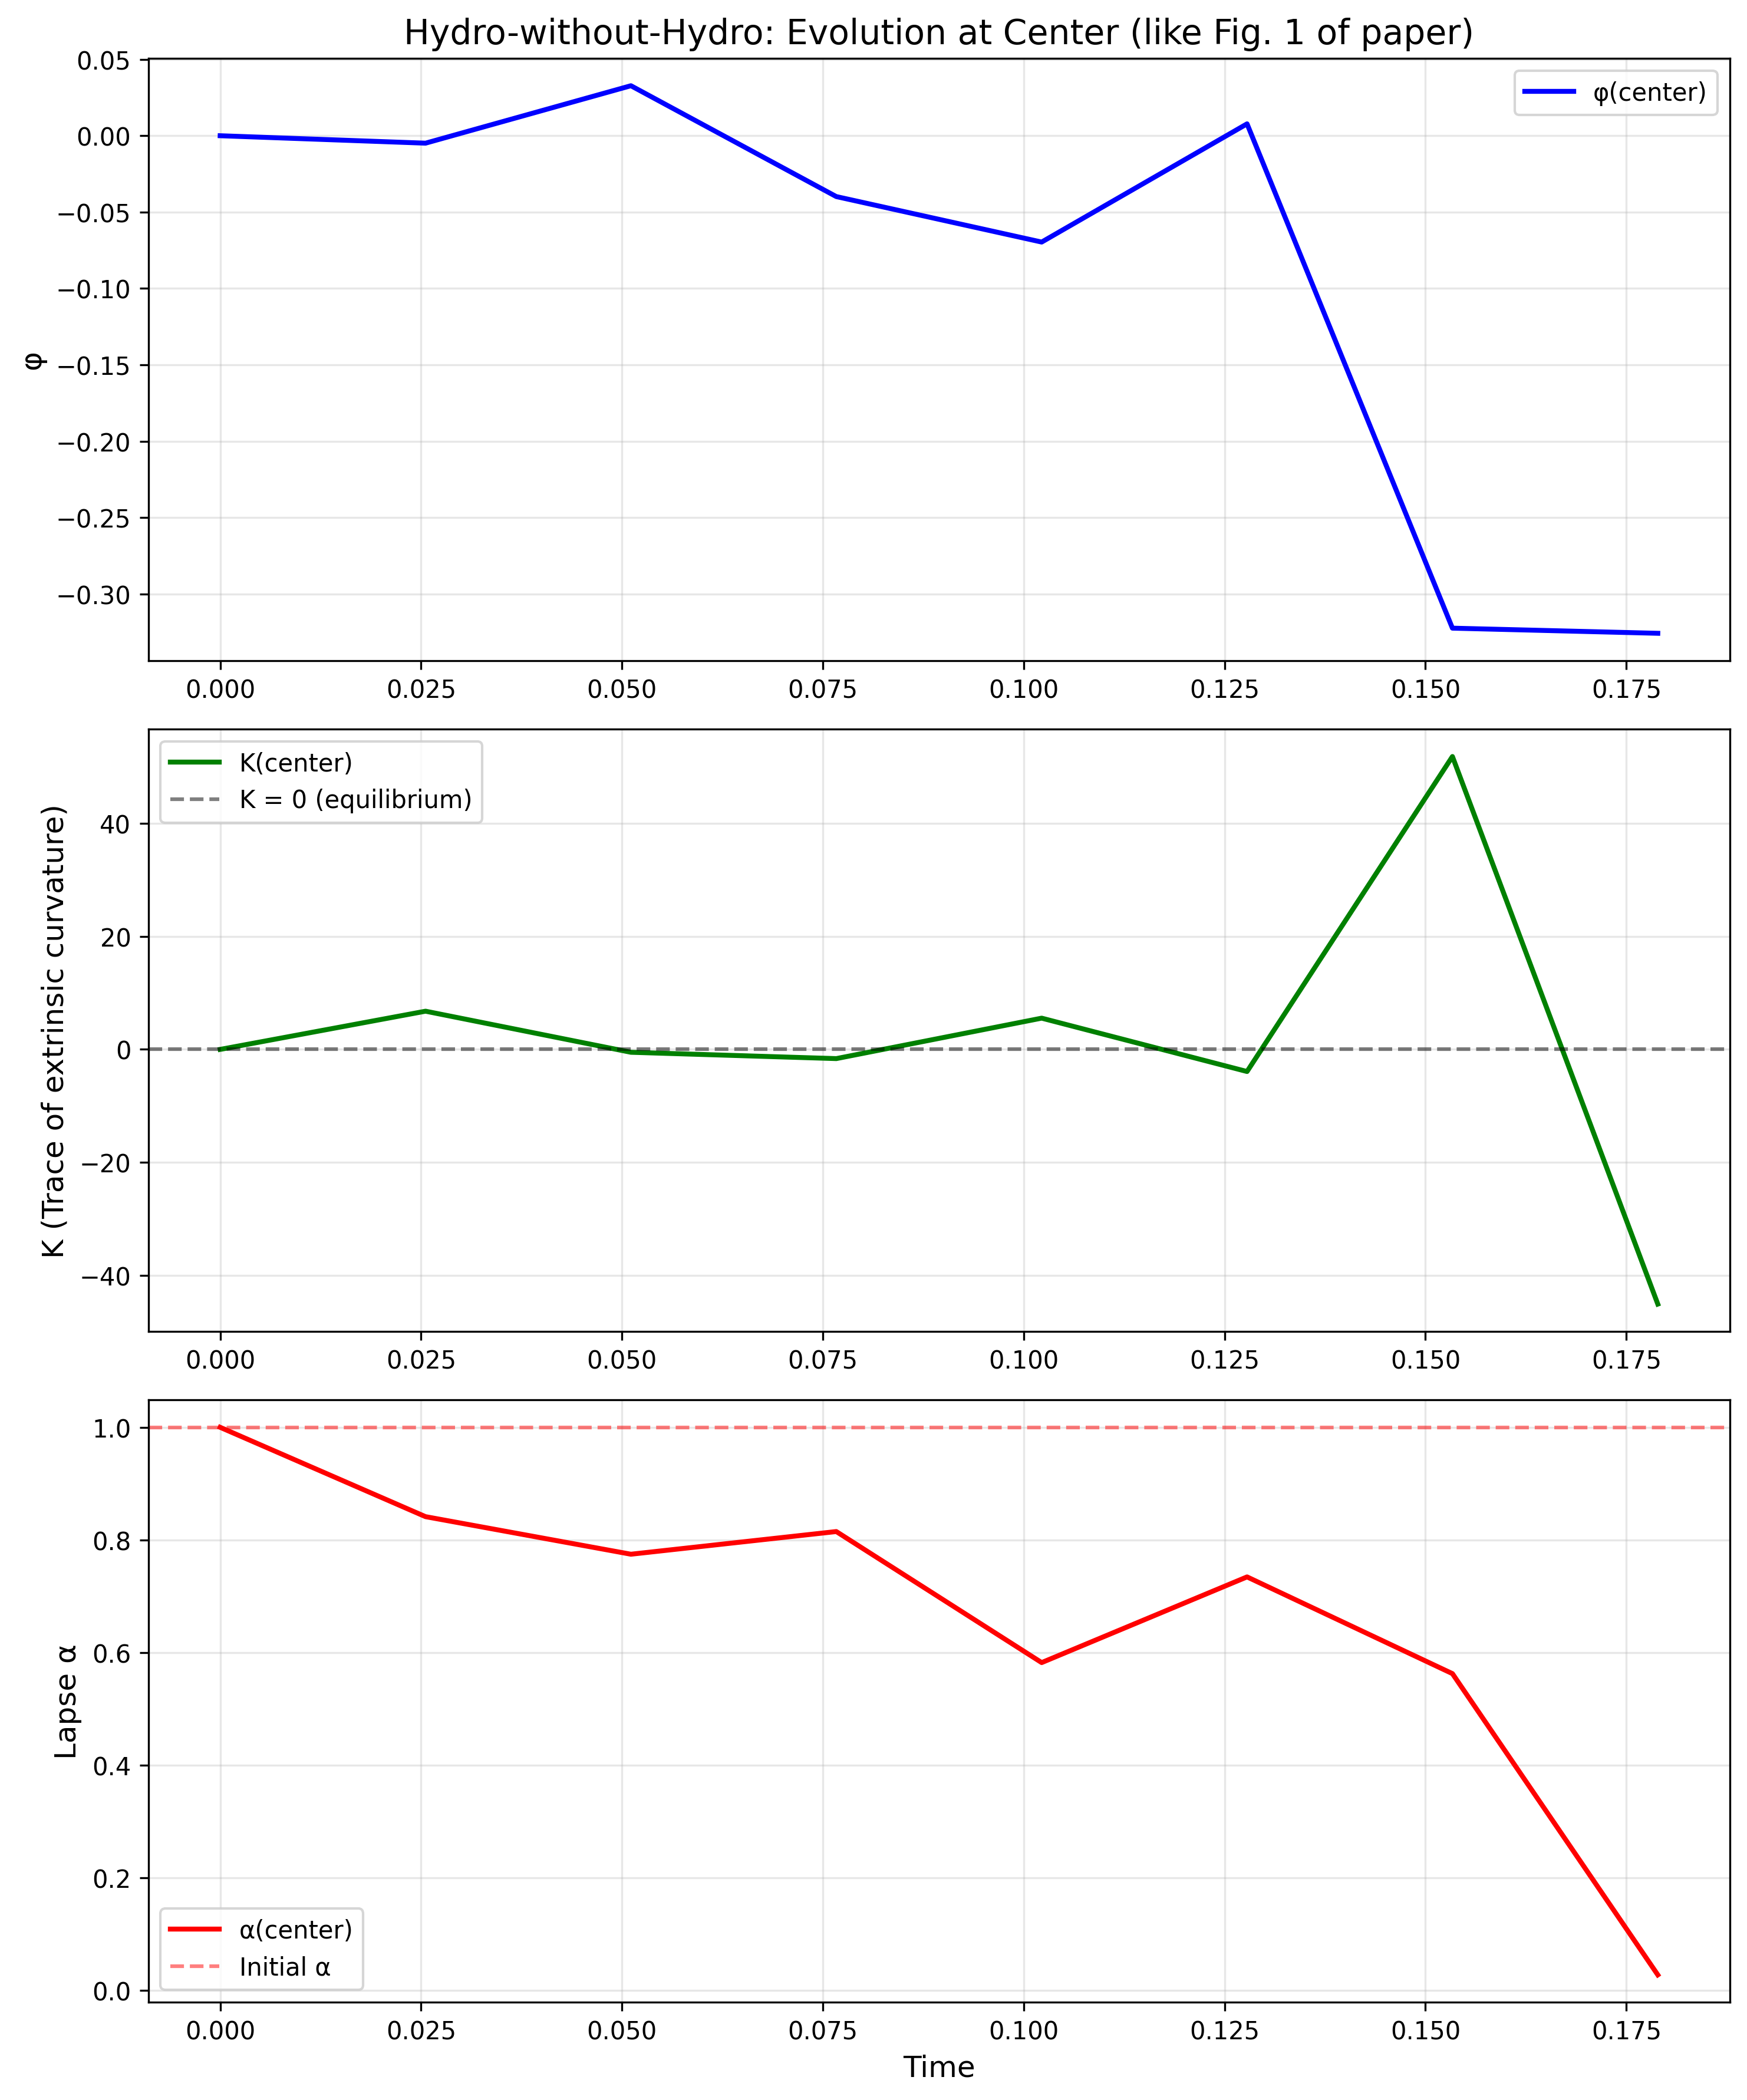 Hydro-without-Hydro: Evolution at Center (like Fig. 1 of paper)
0.05
0.00
−0.05
−0.10
−0.15
−0.20
−0.25
−0.30
φ
φ(center)
0.000 0.025 0.050 0.075 0.100 0.125 0.150 0.175
K(center)
K = 0 (equilibrium)
40
20
0
−20
−40
K (Trace of extrinsic curvature)
0.000 0.025 0.050 0.075 0.100 0.125 0.150 0.175
1.0
0.8
0.6
0.4
0.2
0.0
Lapse α
α(center)
Initial α
0.000 0.025 0.050 0.075 0.100 0.125 0.150 0.175
Time